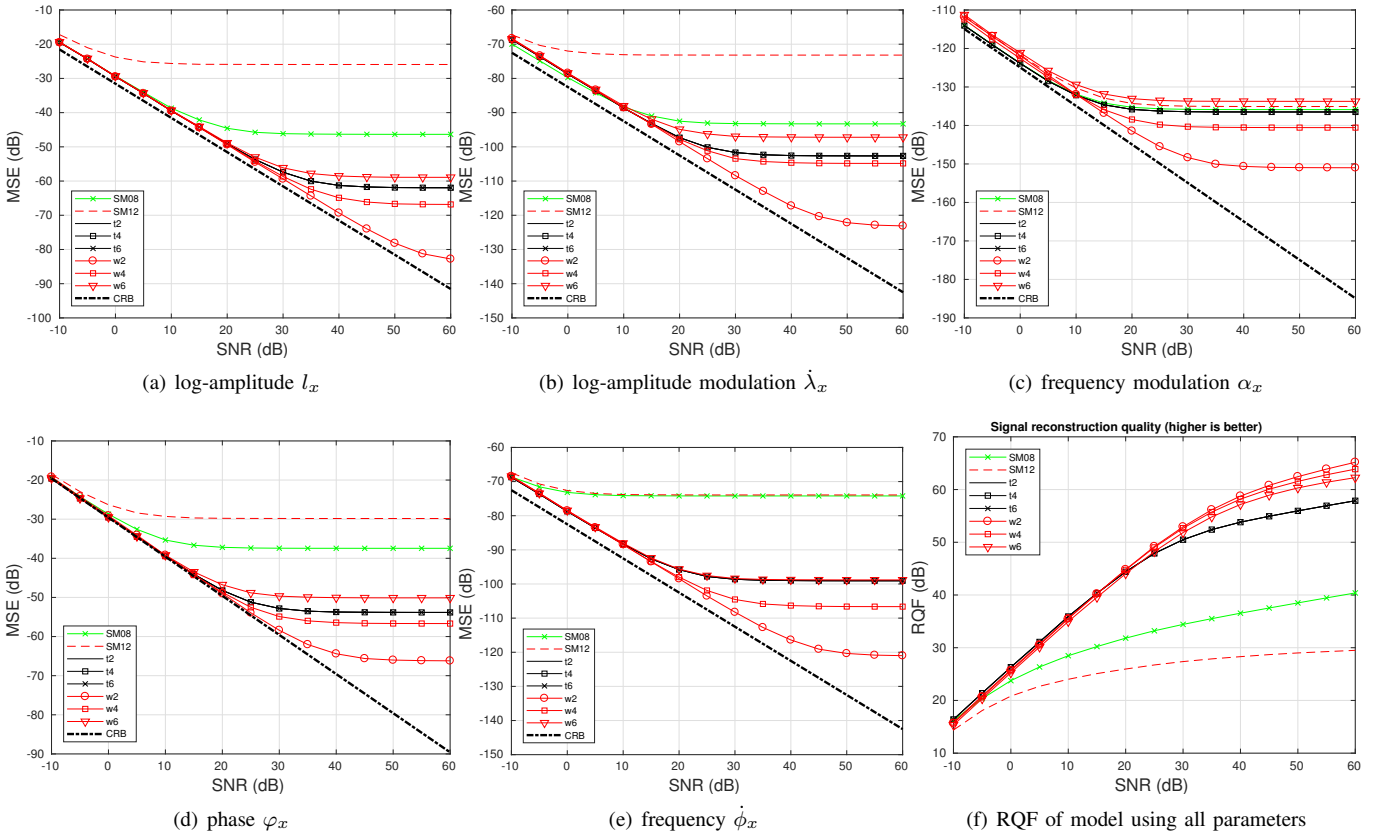 -10
-20
-30
-40
-50
-60
-70
-80
-90
-100
MSE (dB)
-10 0 10 20 30 40 50 60
SNR (dB)
SM08
SM12
t2
t4
t6
w2
w4
w6
CRB
(a) log-amplitude l_x
-60
-70
-80
-90
-100
-110
-120
-130
-140
-150
MSE (dB)
-10 0 10 20 30 40 50 60
SNR (dB)
SM08
SM12
t2
t4
t6
w2
w4
w6
CRB
(b) log-amplitude modulation λ̇_x
-110
-120
-130
-140
-150
-160
-170
-180
-190
MSE (dB)
-10 0 10 20 30 40 50 60
SNR (dB)
SM08
SM12
t2
t4
t6
w2
w4
w6
CRB
(c) frequency modulation α_x
-10
-20
-30
-40
-50
-60
-70
-80
-90
MSE (dB)
-10 0 10 20 30 40 50 60
SNR (dB)
SM08
SM12
t2
t4
t6
w2
w4
w6
CRB
(d) phase φ_x
-60
-70
-80
-90
-100
-110
-120
-130
-140
-150
MSE (dB)
-10 0 10 20 30 40 50 60
SNR (dB)
SM08
SM12
t2
t4
t6
w2
w4
w6
CRB
(e) frequency ϕ̇_x
Signal reconstruction quality (higher is better)
70
60
50
40
30
20
10
RQF (dB)
-10 0 10 20 30 40 50 60
SNR (dB)
SM08
SM12
t2
t4
t6
w2
w4
w6
(f) RQF of model using all parameters